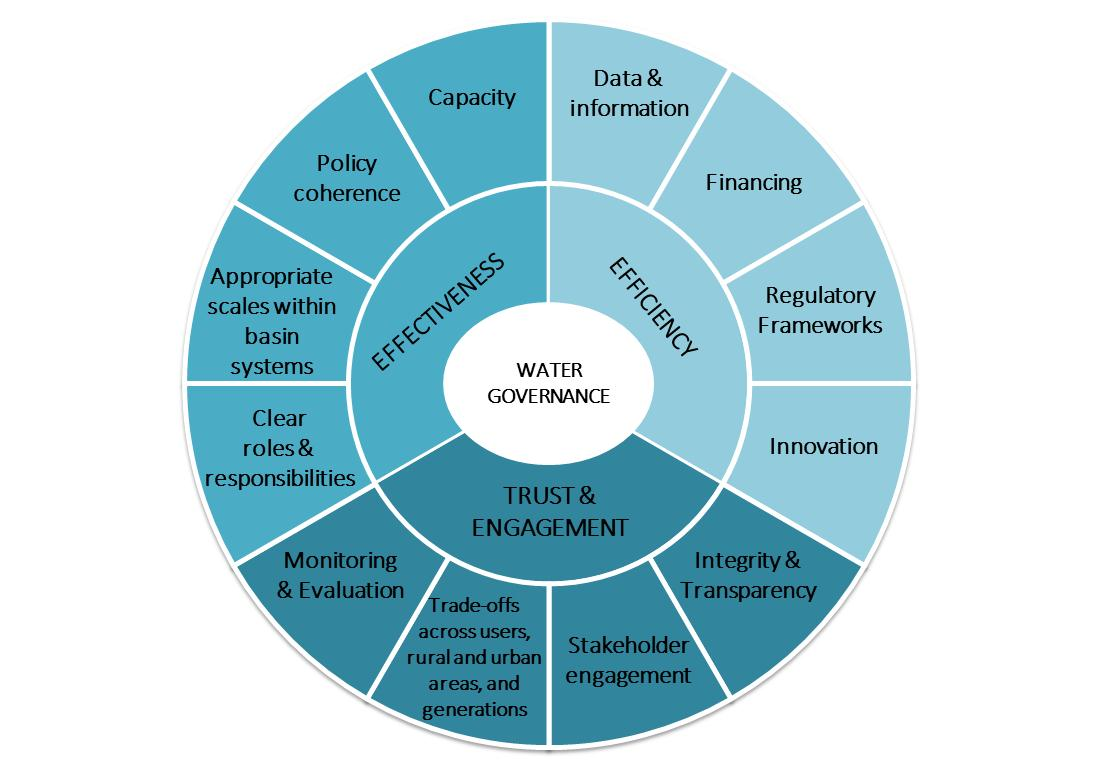 Capacity
Data &
information
Policy
coherence
Financing
Appropriate
scales within
basin
systems
Regulatory
Frameworks
EFFECTIVENESS
EFFICIENCY
WATER
GOVERNANCE
Clear
roles &
responsibilities
Innovation
TRUST &
ENGAGEMENT
Monitoring
& Evaluation
Trade-offs
across users,
rural and urban
areas, and
generations
Stakeholder
engagement
Integrity &
Transparency